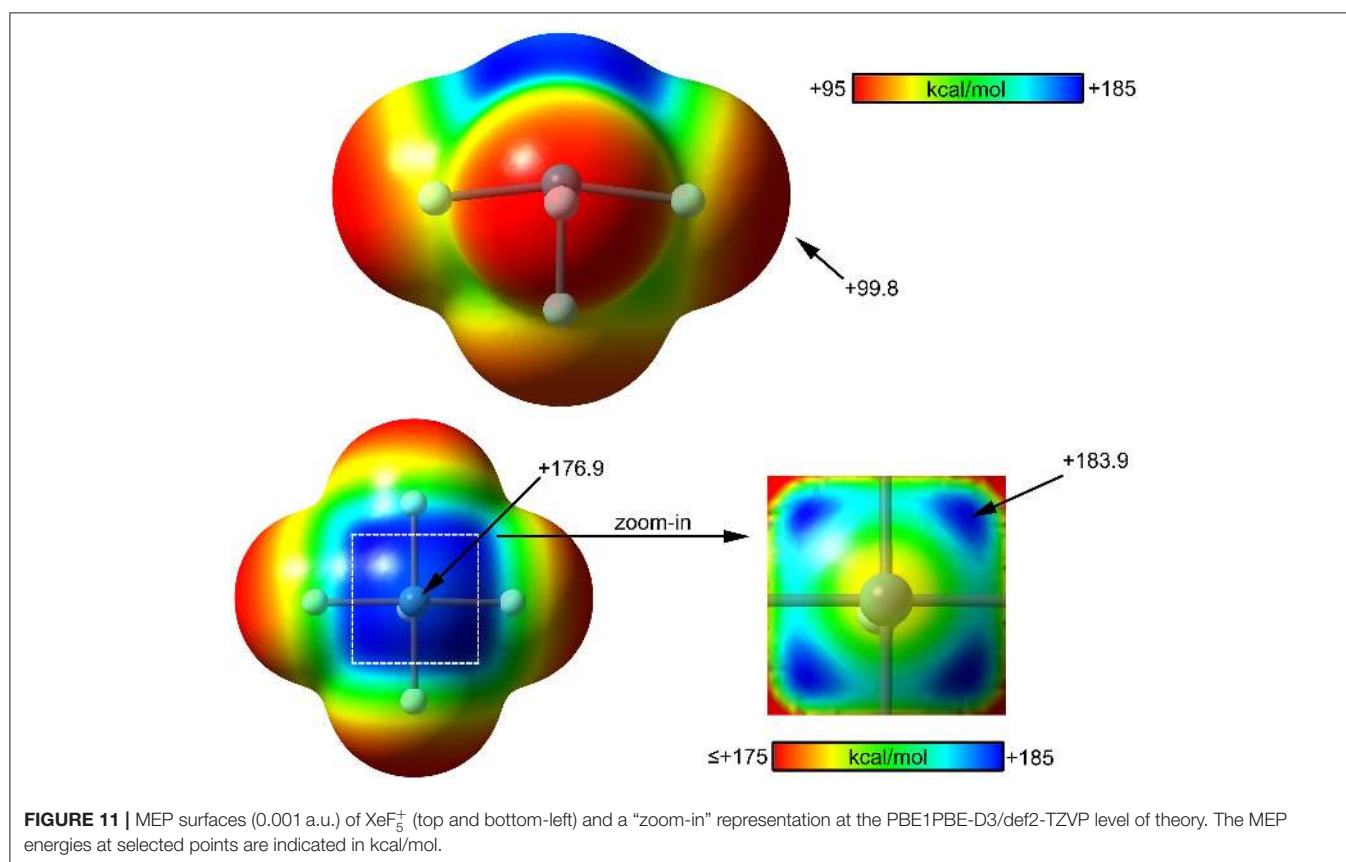 +95 kcal/mol +185
+99.8
+176.9
+183.9
zoom-in
≤+175 kcal/mol +185
FIGURE 11 | MEP surfaces (0.001 a.u.) of XeF₅⁺ (top and bottom-left) and a “zoom-in” representation at the PBE1PBE-D3/def2-TZVP level of theory. The MEP
energies at selected points are indicated in kcal/mol.